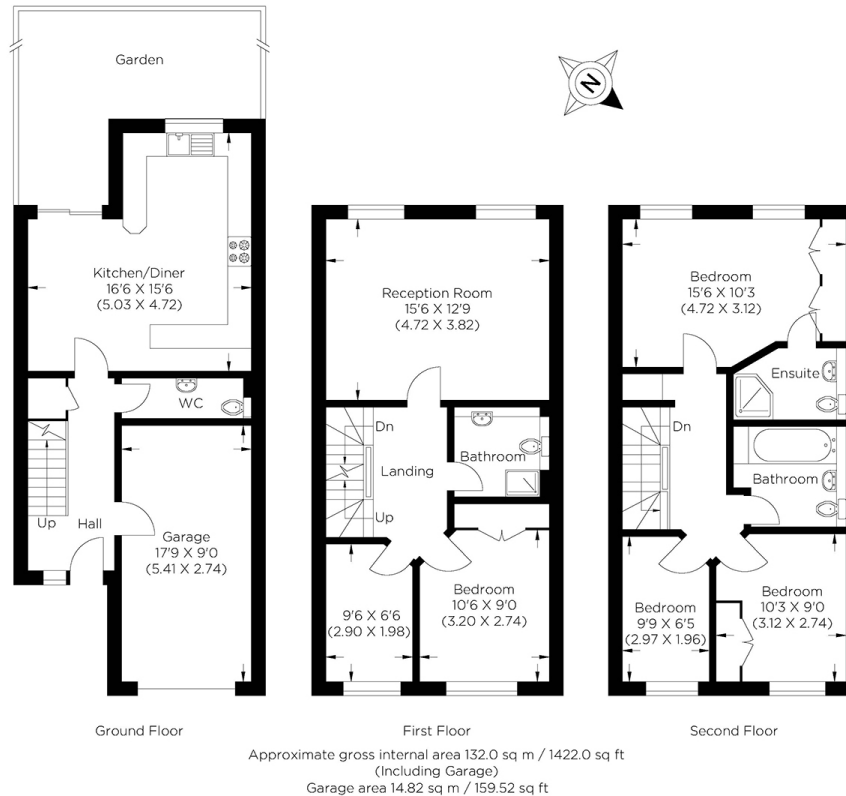 Garden
N
Kitchen/Diner
16'6 X 15'6
(5.03 X 4.72)
WC
Up
Hall
Garage
17'9 X 9'0
(5.41 X 2.74)
Ground Floor
Reception Room
15'6 X 12'9
(4.72 X 3.82)
Dn
Landing
Bathroom
Up
9'6 X 6'6
(2.90 X 1.98)
Bedroom
10'6 X 9'0
(3.20 X 2.74)
First Floor
Bedroom
15'6 X 10'3
(4.72 X 3.12)
Ensuite
Dn
Bathroom
Bedroom
9'9 X 6'5
(2.97 X 1.96)
Bedroom
10'3 X 9'0
(3.12 X 2.74)
Second Floor
Approximate gross internal area 132.0 sq m / 1422.0 sq ft
(Including Garage)
Garage area 14.82 sq m / 159.52 sq ft